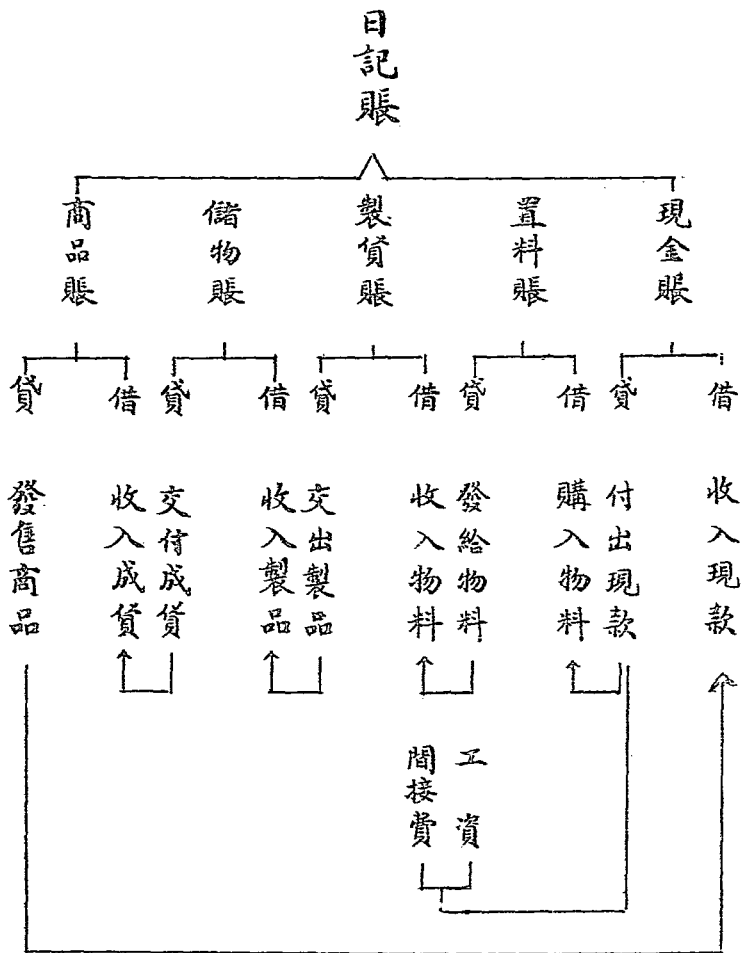 日記賬
現金賬
置料賬
製貨賬
儲物賬
商品賬
借
貸
借
貸
借
貸
借
貸
借
貸
收入現款
付出現款
購入物料
發給物料
收入物料
交出製品
收入製品
交付成貨
收入成貨
發售商品
工資
間接費